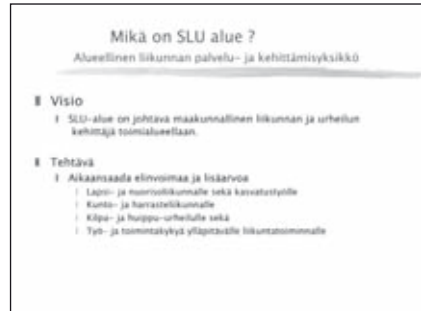 Mikä on SLU alue ?
Alueellinen liikunnan palvelu- ja kehittämisyksikkö
Visio
SLU-alue on johtava maakunnallinen liikunnan ja urheilun
kehittäjä toimialueellaan.
Tehtävä
Aikaansaada elinvoimaa ja lisäarvoa
Lapsi- ja nuorisoliikunnalle sekä kasvatustyölle
Kunto- ja harrasteliikunnalle
Kilpa- ja huippu-urheilulle sekä
Työ- ja toimintakykyä ylläpitävälle liikuntatoiminnalle